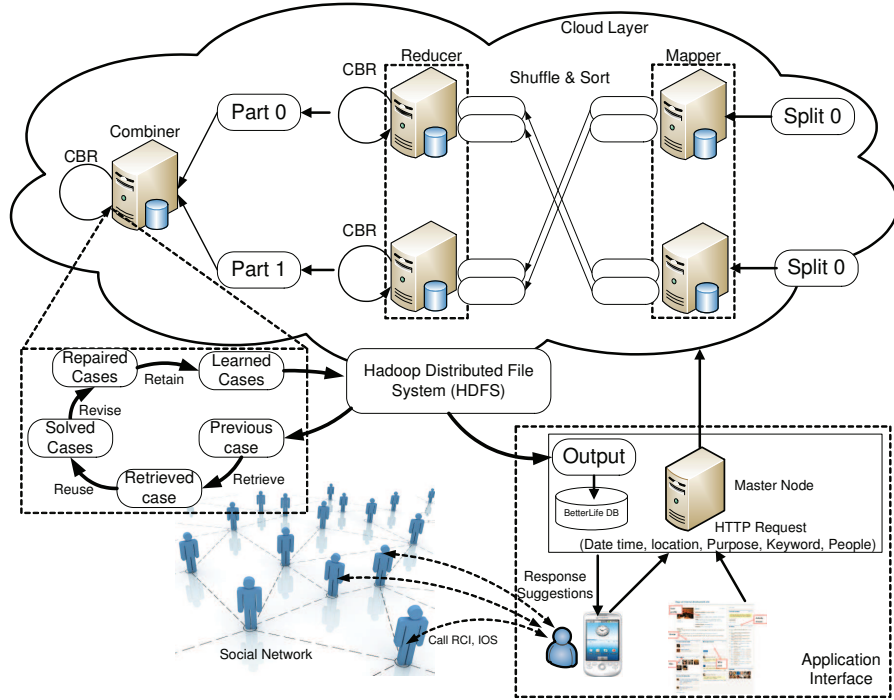 Cloud Layer
Reducer
Mapper
CBR
Shuffle & Sort
Part 0
Split 0
Combiner
CBR
CBR
Part 1
Split 0
Repaired
Cases
Learned
Cases
Retain
Hadoop Distributed File
System (HDFS)
Revise
Solved
Cases
Previous
case
Reuse
Retrieved
case
Retrieve
Output
BetterLife DB
Master Node
HTTP Request
(Date time, location, Purpose, Keyword, People)
Response
Suggestions
Call RCI, IOS
Social Network
Application
Interface